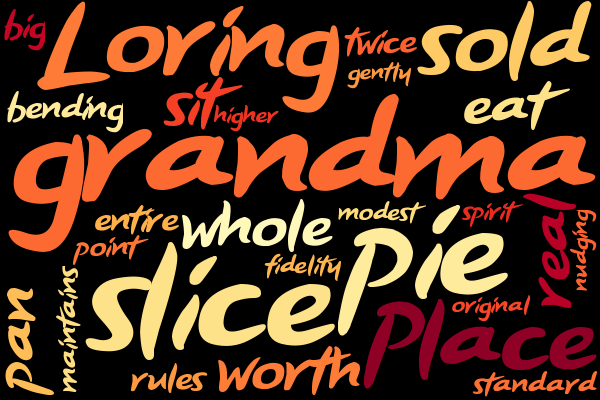 big
Loring
twice
sold
gently
bending
sit
higher
eat
grandma
entire
whole
modest
spirit
real
nudging
point
fidelity
pie
slice
pan
maintains
original
place
rules
worth
standard